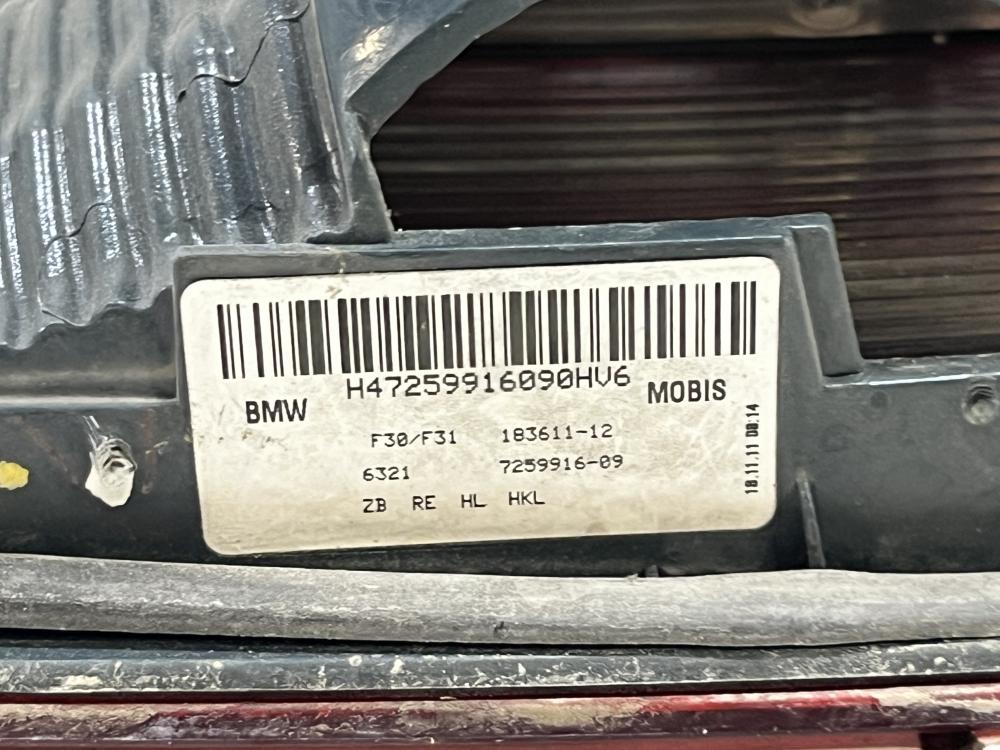 H47259916090HV6
BMW MOBIS
F30/F31 183611-12
6321 7259916-09
ZB RE HL HKL
18.11.11 08:14